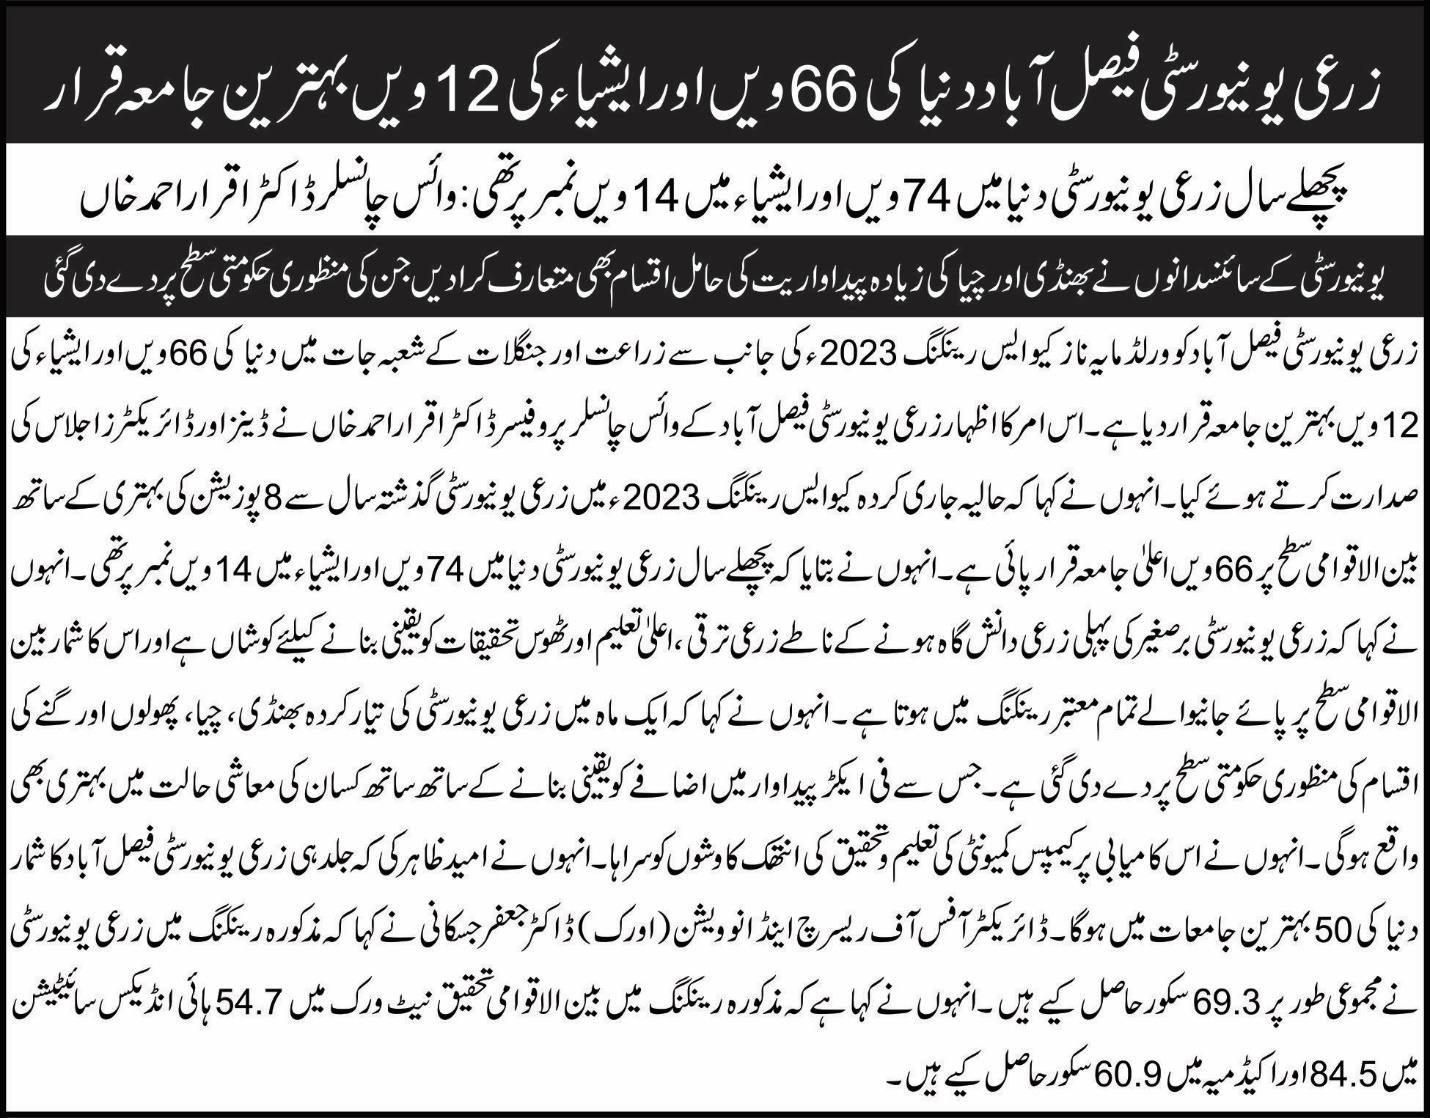 زرعی یونیورسٹی فیصل آباد دنیا کی 66 ویں اور ایشیاء کی 12 ویں بہترین جامعہ قرار
پچھلے سال زرعی یونیورسٹی دنیا میں 74 ویں اور ایشیاء میں 14 ویں نمبر پر تھی: وائس چانسلر ڈاکٹر اقرار احمد خاں
یونیورسٹی کے سائنسدانوں نے بھنڈی اور چیا کی زیادہ پیداواریت کی حامل اقسام بھی متعارف کرا دیں جن کی منظوری حکومتی سطح پر دے دی گئی
زرعی یونیورسٹی فیصل آباد کو ورلڈ مایہ ناز کیو ایس رینکنگ 2023ء کی جانب سے زراعت اور جنگلات کے شعبہ جات میں دنیا کی 66 ویں اور ایشیاء کی
12 ویں بہترین جامعہ قرار دیا ہے۔ اس امر کا اظہار زرعی یونیورسٹی فیصل آباد کے وائس چانسلر پروفیسر ڈاکٹر اقرار احمد خاں نے ڈینز اور ڈائریکٹرز اجلاس کی
صدارت کرتے ہوئے کیا۔ انہوں نے کہا کہ حالیہ جاری کردہ کیو ایس رینکنگ 2023ء میں زرعی یونیورسٹی گذشتہ سال سے 8 پوزیشن کی بہتری کے ساتھ
بین الاقوامی سطح پر 66 ویں اعلیٰ جامعہ قرار پائی ہے۔ انہوں نے بتایا کہ پچھلے سال زرعی یونیورسٹی دنیا میں 74 ویں اور ایشیاء میں 14 ویں نمبر پر تھی۔ انہوں
نے کہا کہ زرعی یونیورسٹی برصغیر کی پہلی زرعی دانش گاہ ہونے کے ناطے زرعی ترقی، اعلیٰ تعلیم اور ٹھوس تحقیقات کو یقینی بنانے کیلئے کوشاں ہے اور اس کا شمار بین
الاقوامی سطح پر پائے جانیوالے تمام معتبر رینکنگ میں ہوتا ہے۔ انہوں نے کہا کہ ایک ماہ میں زرعی یونیورسٹی کی تیار کردہ بھنڈی، چیا، پھولوں اور گنے کی
اقسام کی منظوری حکومتی سطح پر دے دی گئی ہے۔ جس سے فی ایکڑ پیداوار میں اضافے کو یقینی بنانے کے ساتھ ساتھ کسان کی معاشی حالت میں بہتری بھی
واقع ہوگی۔ انہوں نے اس کامیابی پر کیمپس کمیونٹی کی تعلیم و تحقیق کی انتھک کاوشوں کو سراہا۔ انہوں نے امید ظاہر کی کہ جلد ہی زرعی یونیورسٹی فیصل آباد کا شمار
دنیا کی 50 بہترین جامعات میں ہوگا۔ ڈائریکٹر آفس آف ریسرچ اینڈ انوویشن (اورک) ڈاکٹر جعفر جسکانی نے کہا کہ مذکورہ رینکنگ میں زرعی یونیورسٹی
نے مجموعی طور پر 69.3 سکور حاصل کیے ہیں۔ انہوں نے کہا ہے کہ مذکورہ رینکنگ میں بین الاقوامی تحقیق نیٹ ورک میں 54.7 ہائی انڈیکس سائیٹیشن
میں 84.5 اور اکیڈمیہ میں 60.9 سکور حاصل کیے ہیں۔